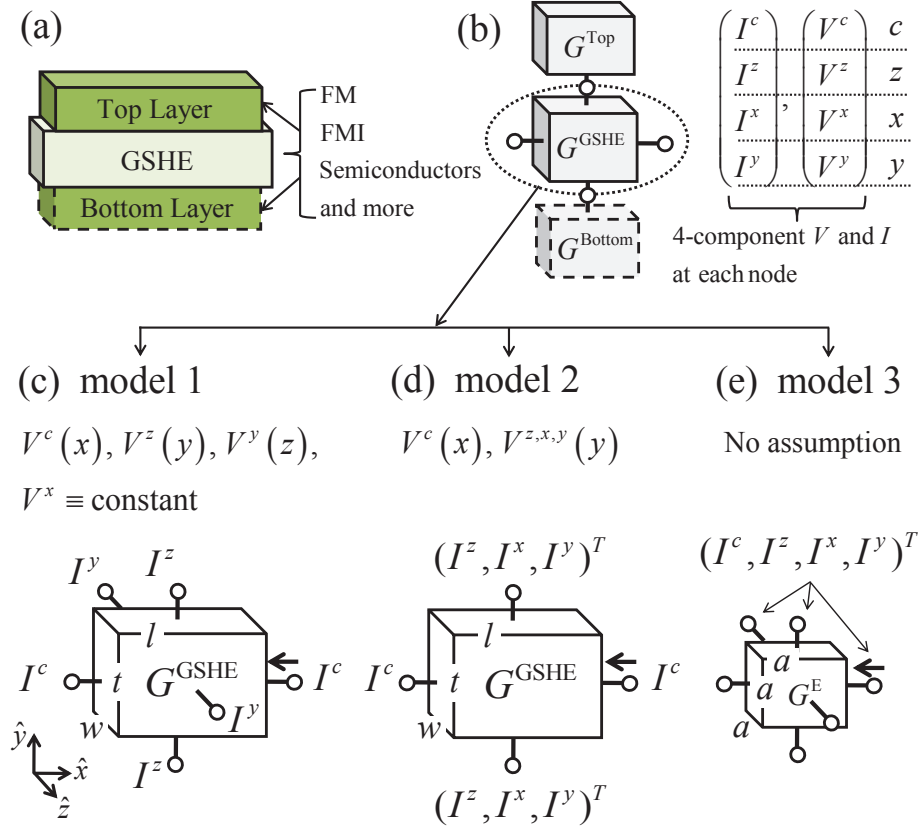 (a)
Top Layer
GSHE
Bottom Layer
FM
FMI
Semiconductors
and more
(b)
G^Top
G^GSHE
G^Bottom
I^c V^c c
I^z V^z z
I^x , V^x x
I^y V^y y
4-component V and I
at each node
(c) model 1
V^c(x), V^z(y), V^y(z),
V^x ≡ constant
I^y I^z
l
I^c t G^GSHE I^c
w I^y
I^z
ŷ
x̂
ẑ
(d) model 2
V^c(x), V^{z,x,y}(y)
(I^z, I^x, I^y)^T
l
I^c t G^GSHE I^c
w
(I^z, I^x, I^y)^T
(e) model 3
No assumption
(I^c, I^z, I^x, I^y)^T
a
a G^E
a